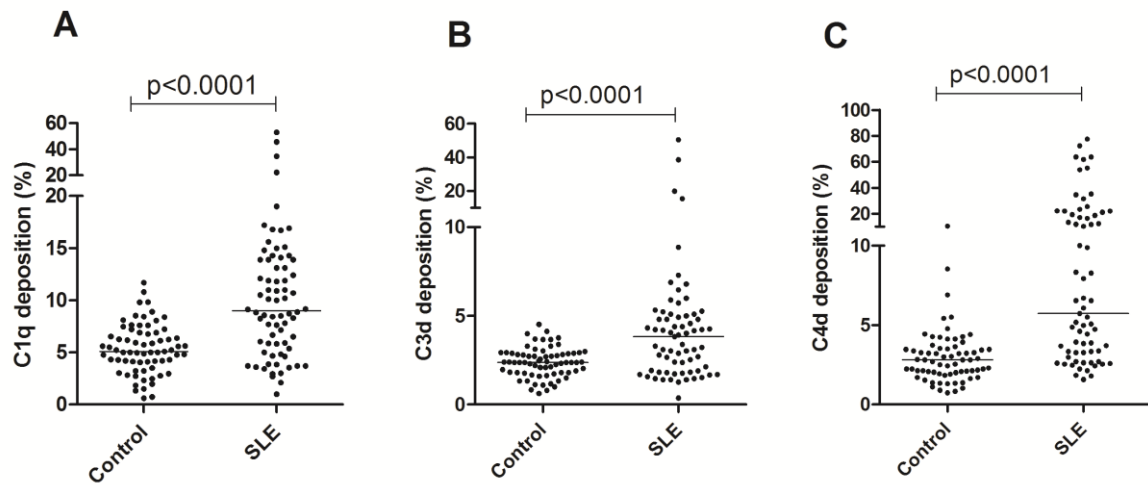 A
p<0.0001
C1q deposition (%)
60
40
20
20
15
10
5
0
Control
SLE
B
p<0.0001
C3d deposition (%)
60
40
20
10
5
0
Control
SLE
C
p<0.0001
C4d deposition (%)
100
80
60
40
20
10
5
0
Control
SLE